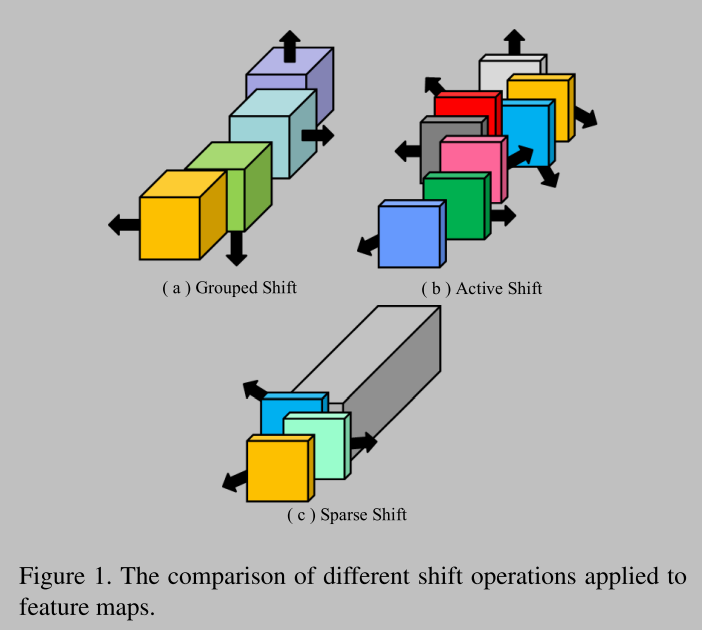 ( a ) Grouped Shift
( b ) Active Shift
( c ) Sparse Shift
Figure 1. The comparison of different shift operations applied to
feature maps.